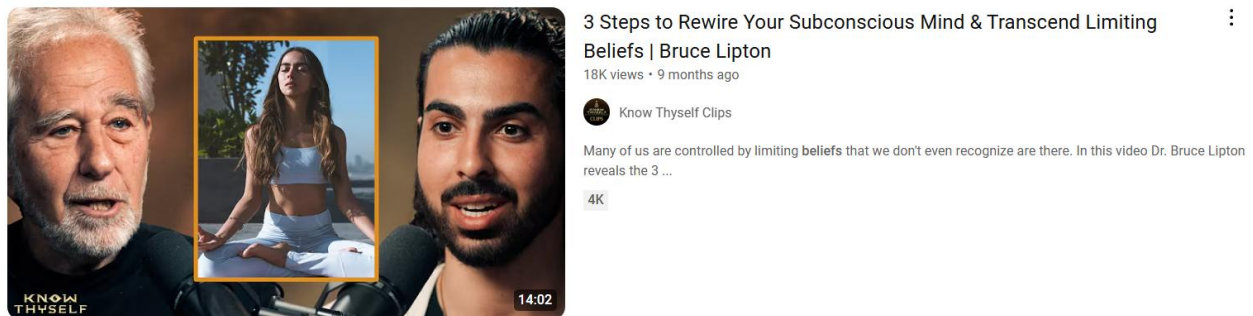 KNOW
THYSELF
14:02
3 Steps to Rewire Your Subconscious Mind & Transcend Limiting
Beliefs | Bruce Lipton
18K views • 9 months ago
Know Thyself Clips
Many of us are controlled by limiting beliefs that we don't even recognize are there. In this video Dr. Bruce Lipton
reveals the 3 ...
4K